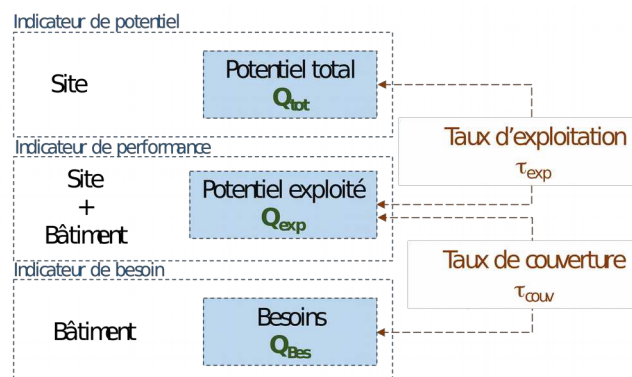 Indicateur de potentiel
Site
Potentiel total
Qtot
Taux d'exploitation
τexp
Indicateur de performance
Site
+
Bâtiment
Potentiel exploité
Qexp
Taux de couverture
τcouv
Indicateur de besoin
Bâtiment
Besoins
QBes